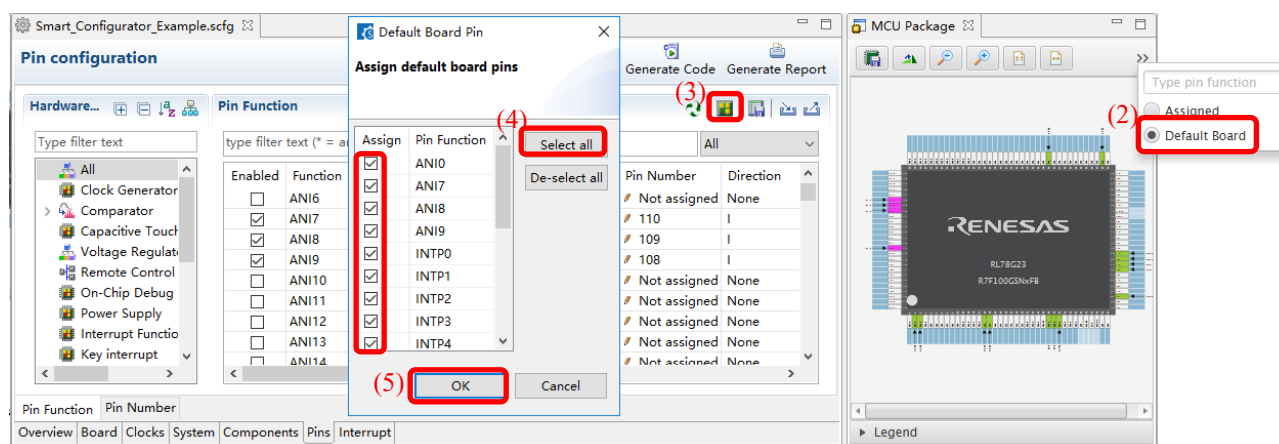 Smart_Configurator_Example.scfg
Pin configuration
Generate Code Generate Report
Hardware...
Pin Function
(3)
Type filter text
type filter text (* = an
All
All
Clock Generator
Comparator
Capacitive Touch
Voltage Regulat
Remote Control
On-Chip Debug
Power Supply
Interrupt Functio
Key interrupt
Enabled Function Pin Number Direction
ANI6 Not assigned None
ANI7 110 I
ANI8 109 I
ANI9 108 I
ANI10 Not assigned None
ANI11 Not assigned None
ANI12 Not assigned None
ANI13 Not assigned None
ANI14 Not assigned None
Pin Function Pin Number
Overview Board Clocks System Components Pins Interrupt
Default Board Pin
Assign default board pins
(4)
Assign Pin Function
ANI0
ANI7
ANI8
ANI9
INTP0
INTP1
INTP2
INTP3
INTP4
Select all
De-select all
(5) OK Cancel
MCU Package
Type pin function
Assigned
(2) Default Board
RENESAS
RL78G23
R7F100GSNxFB
Legend